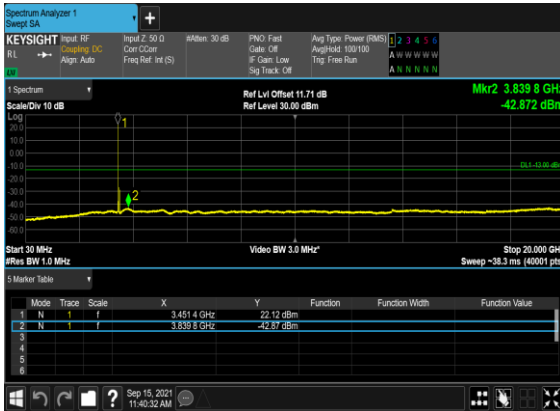 Spectrum Analyzer 1
Swept SA
KEYSIGHT Input: RF Input Z: 50 Ω #Atten: 30 dB PNO: Fast Avg Type: Power (RMS) 1 2 3 4 5 6
RL Coupling: DC Corr CCorr Gate: Off Avg|Hold: 100/100 A W W W W W
Align: Auto Freq Ref: Int (S) IF Gain: Low Trig: Free Run
Sig Track: Off A N N N N N
1 Spectrum
Ref Lvl Offset 11.71 dB Mkr2 3.839 8 GHz
Scale/Div 10 dB Ref Level 30.00 dBm -42.872 dBm
Log
20.0
10.0
0.00
-10.0
-20.0
-30.0
-40.0
-50.0
-60.0
1
2
DL1 -13.00 dBm
Start 30 MHz Video BW 3.0 MHz* Stop 20.000 GHz
#Res BW 1.0 MHz Sweep ~38.3 ms (40001 pts)
5 Marker Table
Mode Trace Scale X Y Function Function Width Function Value
1 N 1 f 3.451 4 GHz 22.12 dBm
2 N 1 f 3.839 8 GHz -42.87 dBm
3
4
5
6
Sep 15, 2021
11:40:32 AM